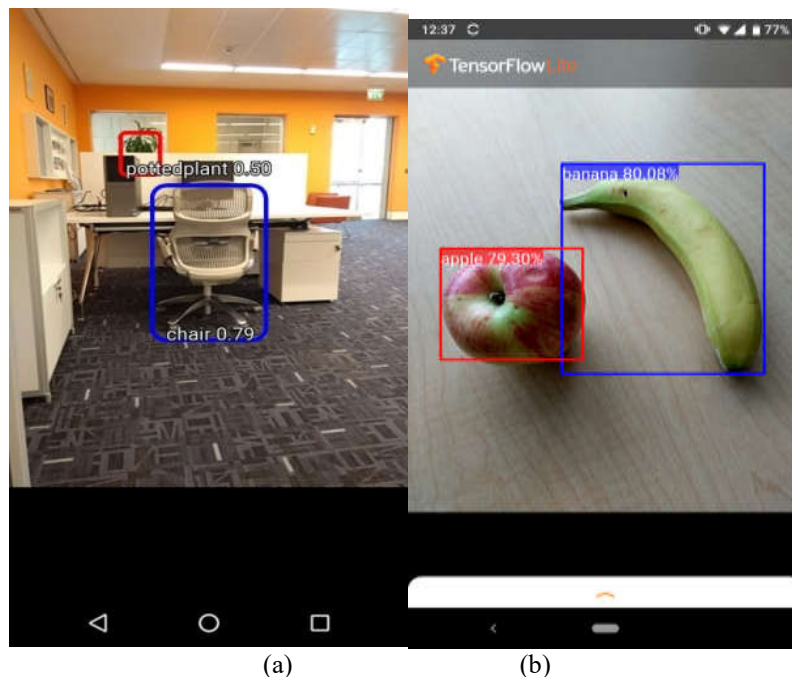 pottedplant 0.50
chair 0.79
12:37
77%
TensorFlow Lite
banana 80.08%
apple 79.30%
(a)
(b)